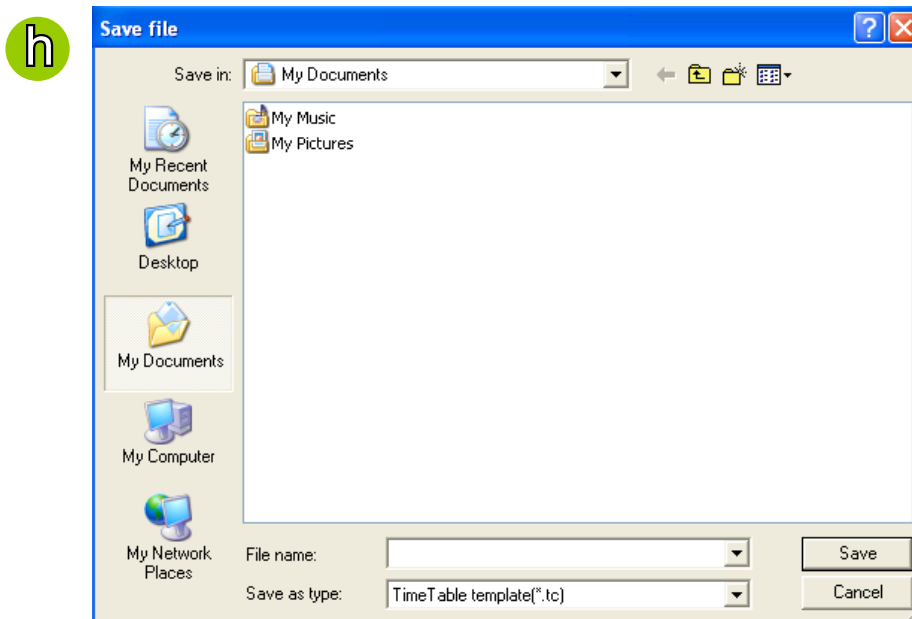 h
Save file
Save in: My Documents
My Music
My Pictures
My Recent
Documents
Desktop
My Documents
My Computer
My Network
Places
File name:
Save
Save as type: TimeTable template(*.tc)
Cancel